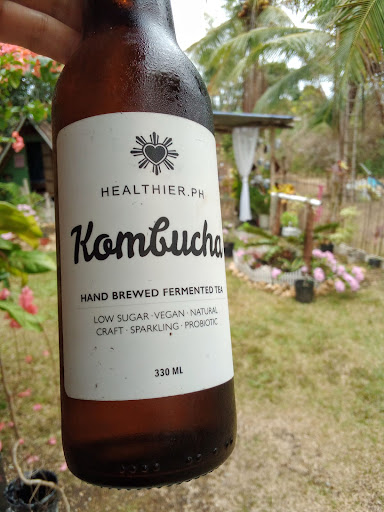 HEALTHIER.PH
Kombucha
HAND BREWED FERMENTED TEA
LOW SUGAR · VEGAN · NATURAL
CRAFT · SPARKLING · PROBIOTIC
330 ML